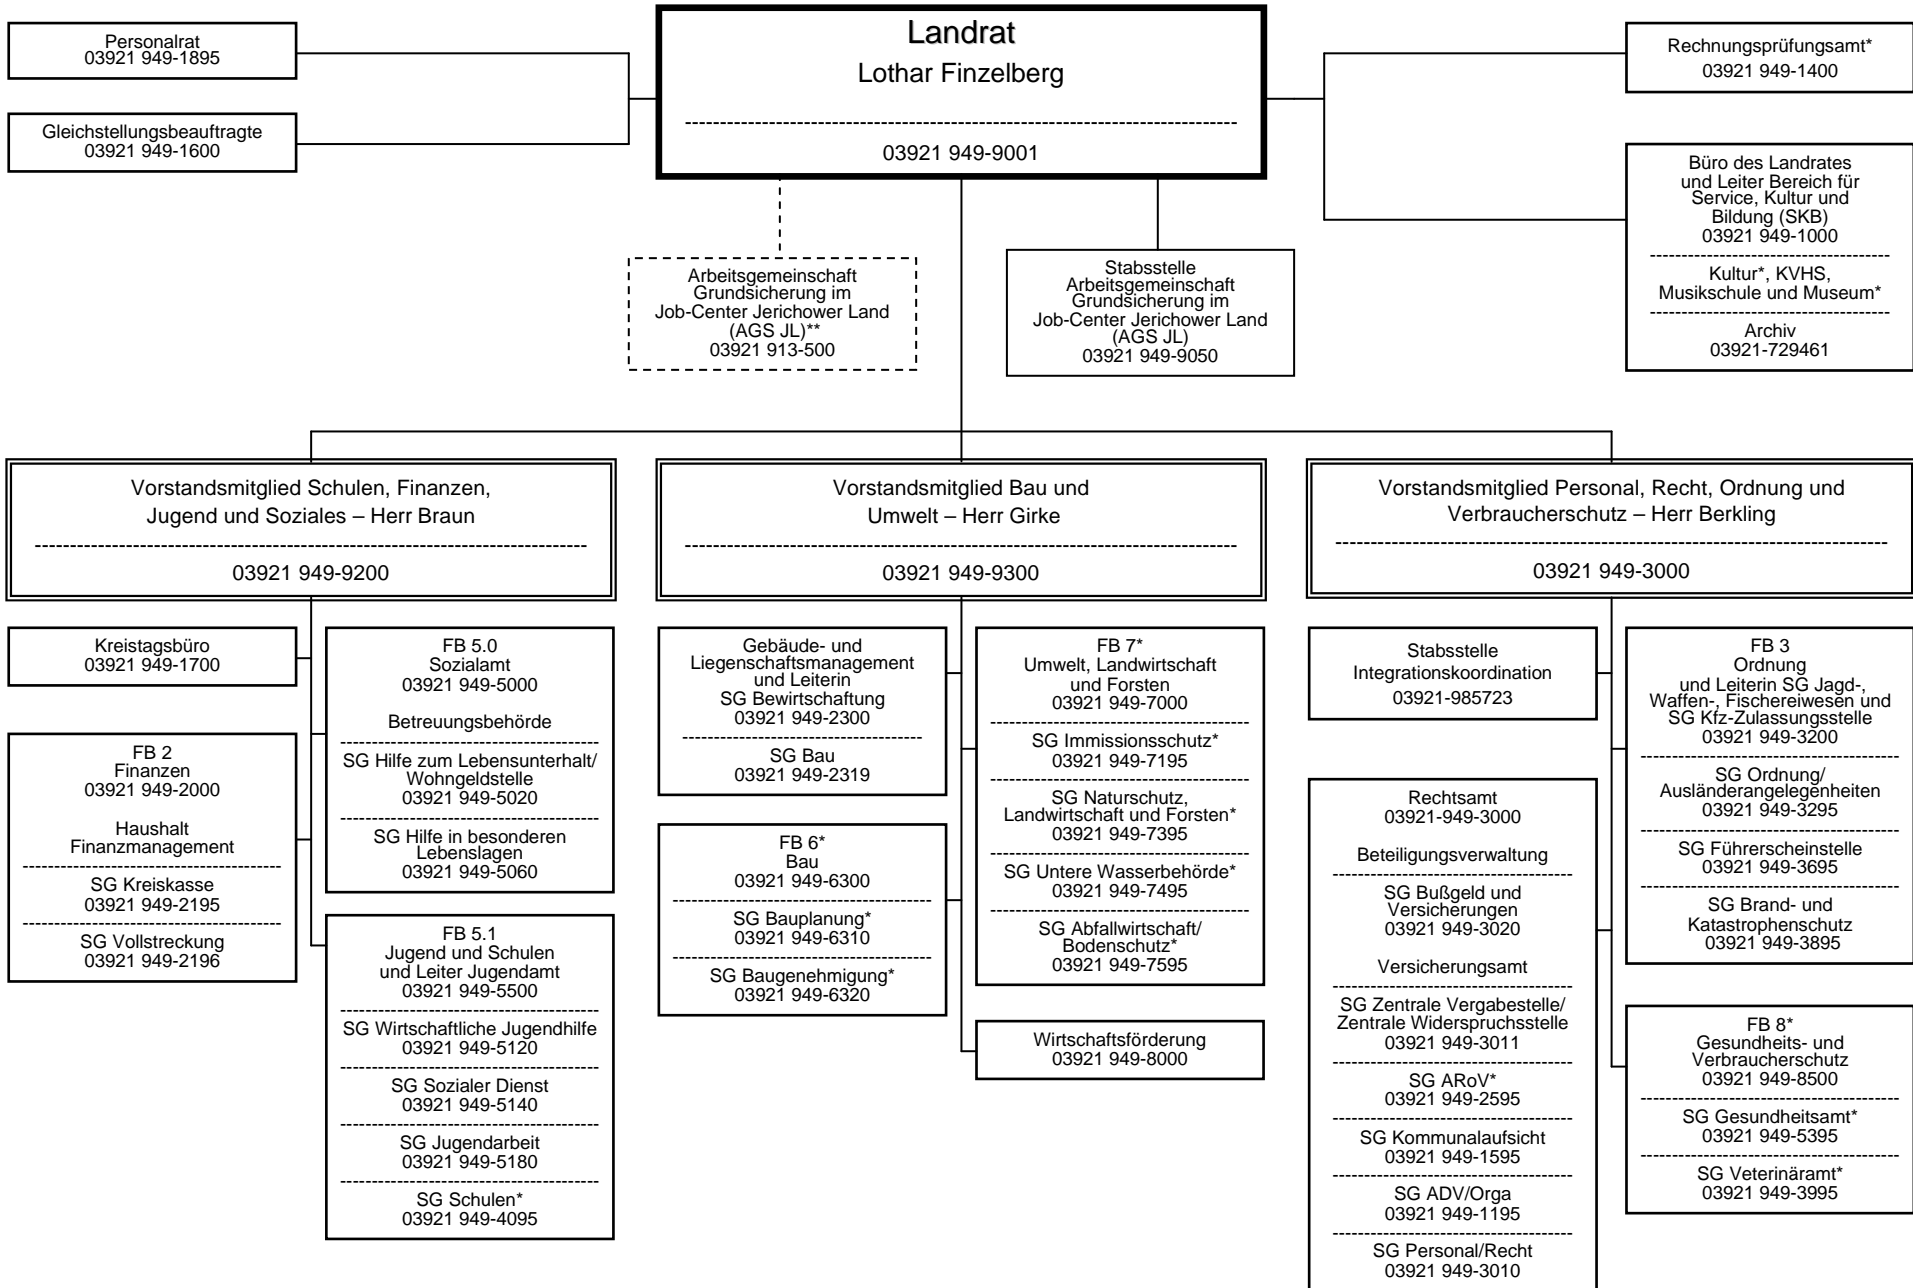 Landrat
Lothar Finzelberg
03921 949-9001
Personalrat
03921 949-1895
Gleichstellungsbeauftragte
03921 949-1600
Rechnungsprüfungsamt*
03921 949-1400
Büro des Landrates
und Leiter Bereich für
Service, Kultur und
Bildung (SKB)
03921 949-1000
Kultur*, KVHS,
Musikschule und Museum*
Archiv
03921-729461
Arbeitsgemeinschaft
Grundsicherung im
Job-Center Jerichower Land
(AGS JL)**
03921 913-500
Stabsstelle
Arbeitsgemeinschaft
Grundsicherung im
Job-Center Jerichower Land
(AGS JL)
03921 949-9050
Vorstandsmitglied Schulen, Finanzen,
Jugend und Soziales – Herr Braun
03921 949-9200
Kreistagsbüro
03921 949-1700
FB 2
Finanzen
03921 949-2000
Haushalt
Finanzmanagement
SG Kreiskasse
03921 949-2195
SG Vollstreckung
03921 949-2196
FB 5.0
Sozialamt
03921 949-5000
Betreuungsbehörde
SG Hilfe zum Lebensunterhalt/
Wohngeldstelle
03921 949-5020
SG Hilfe in besonderen
Lebenslagen
03921 949-5060
FB 5.1
Jugend und Schulen
und Leiter Jugendamt
03921 949-5500
SG Wirtschaftliche Jugendhilfe
03921 949-5120
SG Sozialer Dienst
03921 949-5140
SG Jugendarbeit
03921 949-5180
SG Schulen*
03921 949-4095
Vorstandsmitglied Bau und
Umwelt – Herr Girke
03921 949-9300
Gebäude- und
Liegenschaftsmanagement
und Leiterin
SG Bewirtschaftung
03921 949-2300
SG Bau
03921 949-2319
FB 6*
Bau
03921 949-6300
SG Bauplanung*
03921 949-6310
SG Baugenehmigung*
03921 949-6320
FB 7*
Umwelt, Landwirtschaft
und Forsten
03921 949-7000
SG Immissionsschutz*
03921 949-7195
SG Naturschutz,
Landwirtschaft und Forsten*
03921 949-7395
SG Untere Wasserbehörde*
03921 949-7495
SG Abfallwirtschaft/
Bodenschutz*
03921 949-7595
Wirtschaftsförderung
03921 949-8000
Vorstandsmitglied Personal, Recht, Ordnung und
Verbraucherschutz – Herr Berkling
03921 949-3000
Stabsstelle
Integrationskoordination
03921-985723
Rechtsamt
03921-949-3000
Beteiligungsverwaltung
SG Bußgeld und
Versicherungen
03921 949-3020
Versicherungsamt
SG Zentrale Vergabestelle/
Zentrale Widerspruchsstelle
03921 949-3011
SG ARoV*
03921 949-2595
SG Kommunalaufsicht
03921 949-1595
SG ADV/Orga
03921 949-1195
SG Personal/Recht
03921 949-3010
FB 3
Ordnung
und Leiterin SG Jagd-,
Waffen-, Fischereiwesen und
SG Kfz-Zulassungsstelle
03921 949-3200
SG Ordnung/
Ausländerangelegenheiten
03921 949-3295
SG Führerscheinstelle
03921 949-3695
SG Brand- und
Katastrophenschutz
03921 949-3895
FB 8*
Gesundheits- und
Verbraucherschutz
03921 949-8500
SG Gesundheitsamt*
03921 949-5395
SG Veterinäramt*
03921 949-3995